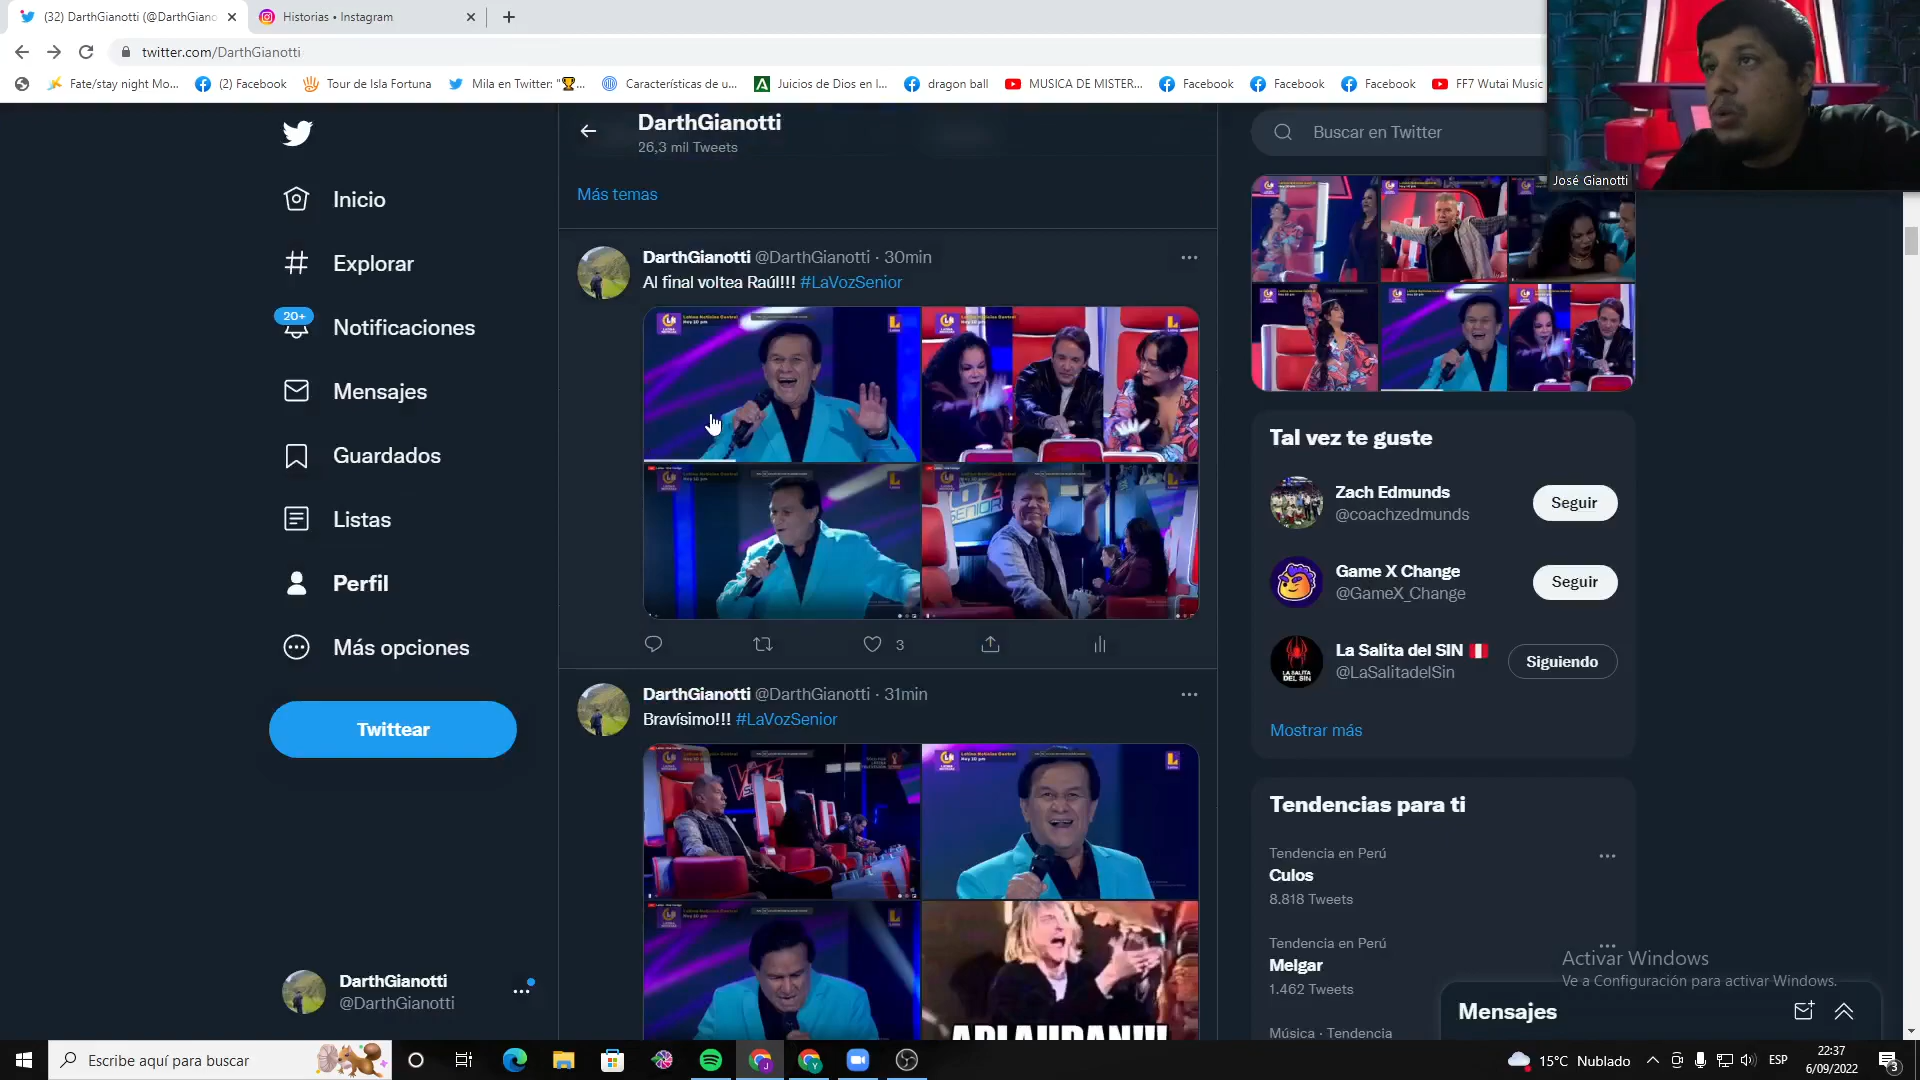 (32) DarthGianotti (@DarthGiano
Historias • Instagram
twitter.com/DarthGianotti
Fate/stay night Mo...
(2) Facebook
Tour de Isla Fortuna
Mila en Twitter: "🏆...
Características de u...
Juicios de Dios en l...
dragon ball
MUSICA DE MISTER...
Facebook
Facebook
Facebook
FF7 Wutai Music
José Gianotti
Inicio
Explorar
20+
Notificaciones
Mensajes
Guardados
Listas
Perfil
Más opciones
Twittear
DarthGianotti
@DarthGianotti
DarthGianotti
26,3 mil Tweets
Más temas
DarthGianotti @DarthGianotti · 30min
Al final voltea Raúl!!! #LaVozSenior
3
DarthGianotti @DarthGianotti · 31min
Bravísimo!!! #LaVozSenior
APLAUDAN!!!
Buscar en Twitter
Tal vez te guste
Zach Edmunds
@coachzedmunds
Seguir
Game X Change
@GameX_Change
Seguir
La Salita del SIN 🇵🇪
@LaSalitadelSin
Siguiendo
Mostrar más
Tendencias para ti
Tendencia en Perú
Culos
8.818 Tweets
Tendencia en Perú
Melgar
1.462 Tweets
Música · Tendencia
Activar Windows
Ve a Configuración para activar Windows.
Mensajes
Escribe aquí para buscar
15°C Nublado
ESP
22:37
6/09/2022
3